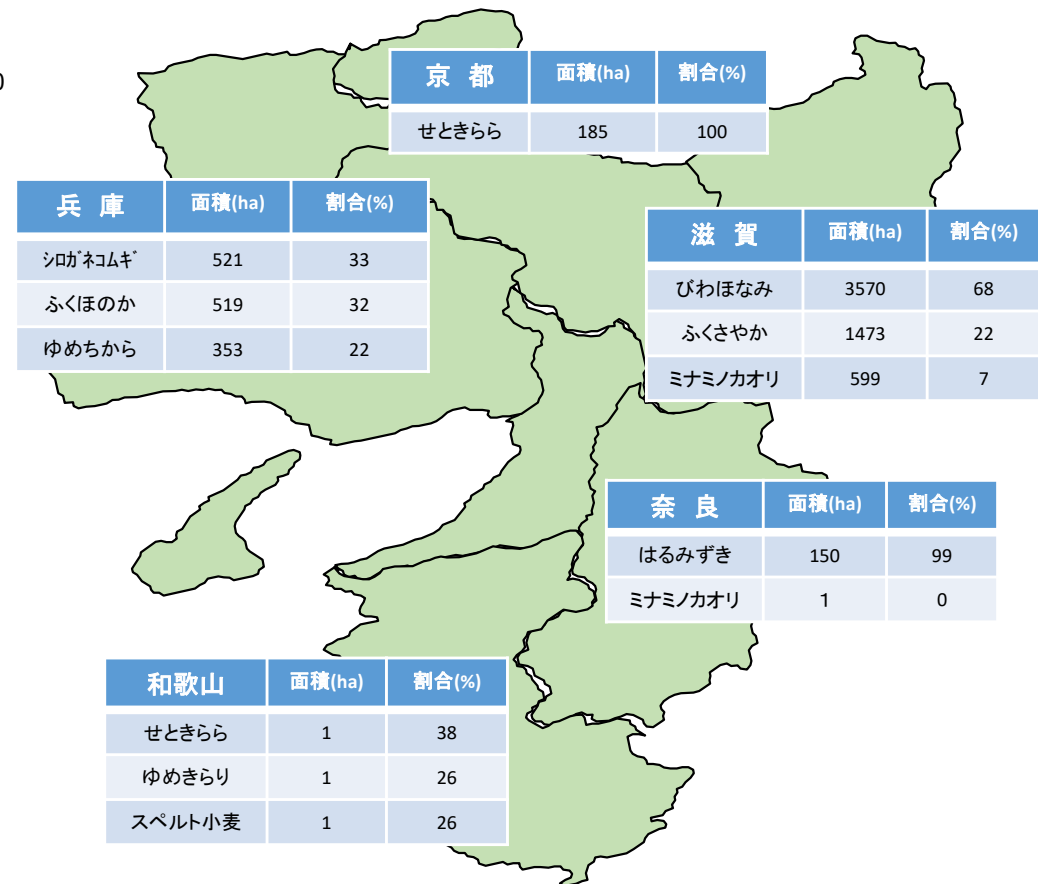 0
京 都 面積(ha) 割合(%)
せときらら 185 100
兵 庫 面積(ha) 割合(%)
ｼﾛｶﾞﾈｺﾑｷﾞ 521 33
ふくほのか 519 32
ゆめちから 353 22
滋 賀 面積(ha) 割合(%)
びわほなみ 3570 68
ふくさやか 1473 22
ミナミノカオリ 599 7
奈 良 面積(ha) 割合(%)
はるみずき 150 99
ミナミノカオリ 1 0
和歌山 面積(ha) 割合(%)
せときらら 1 38
ゆめきらり 1 26
スペルト小麦 1 26